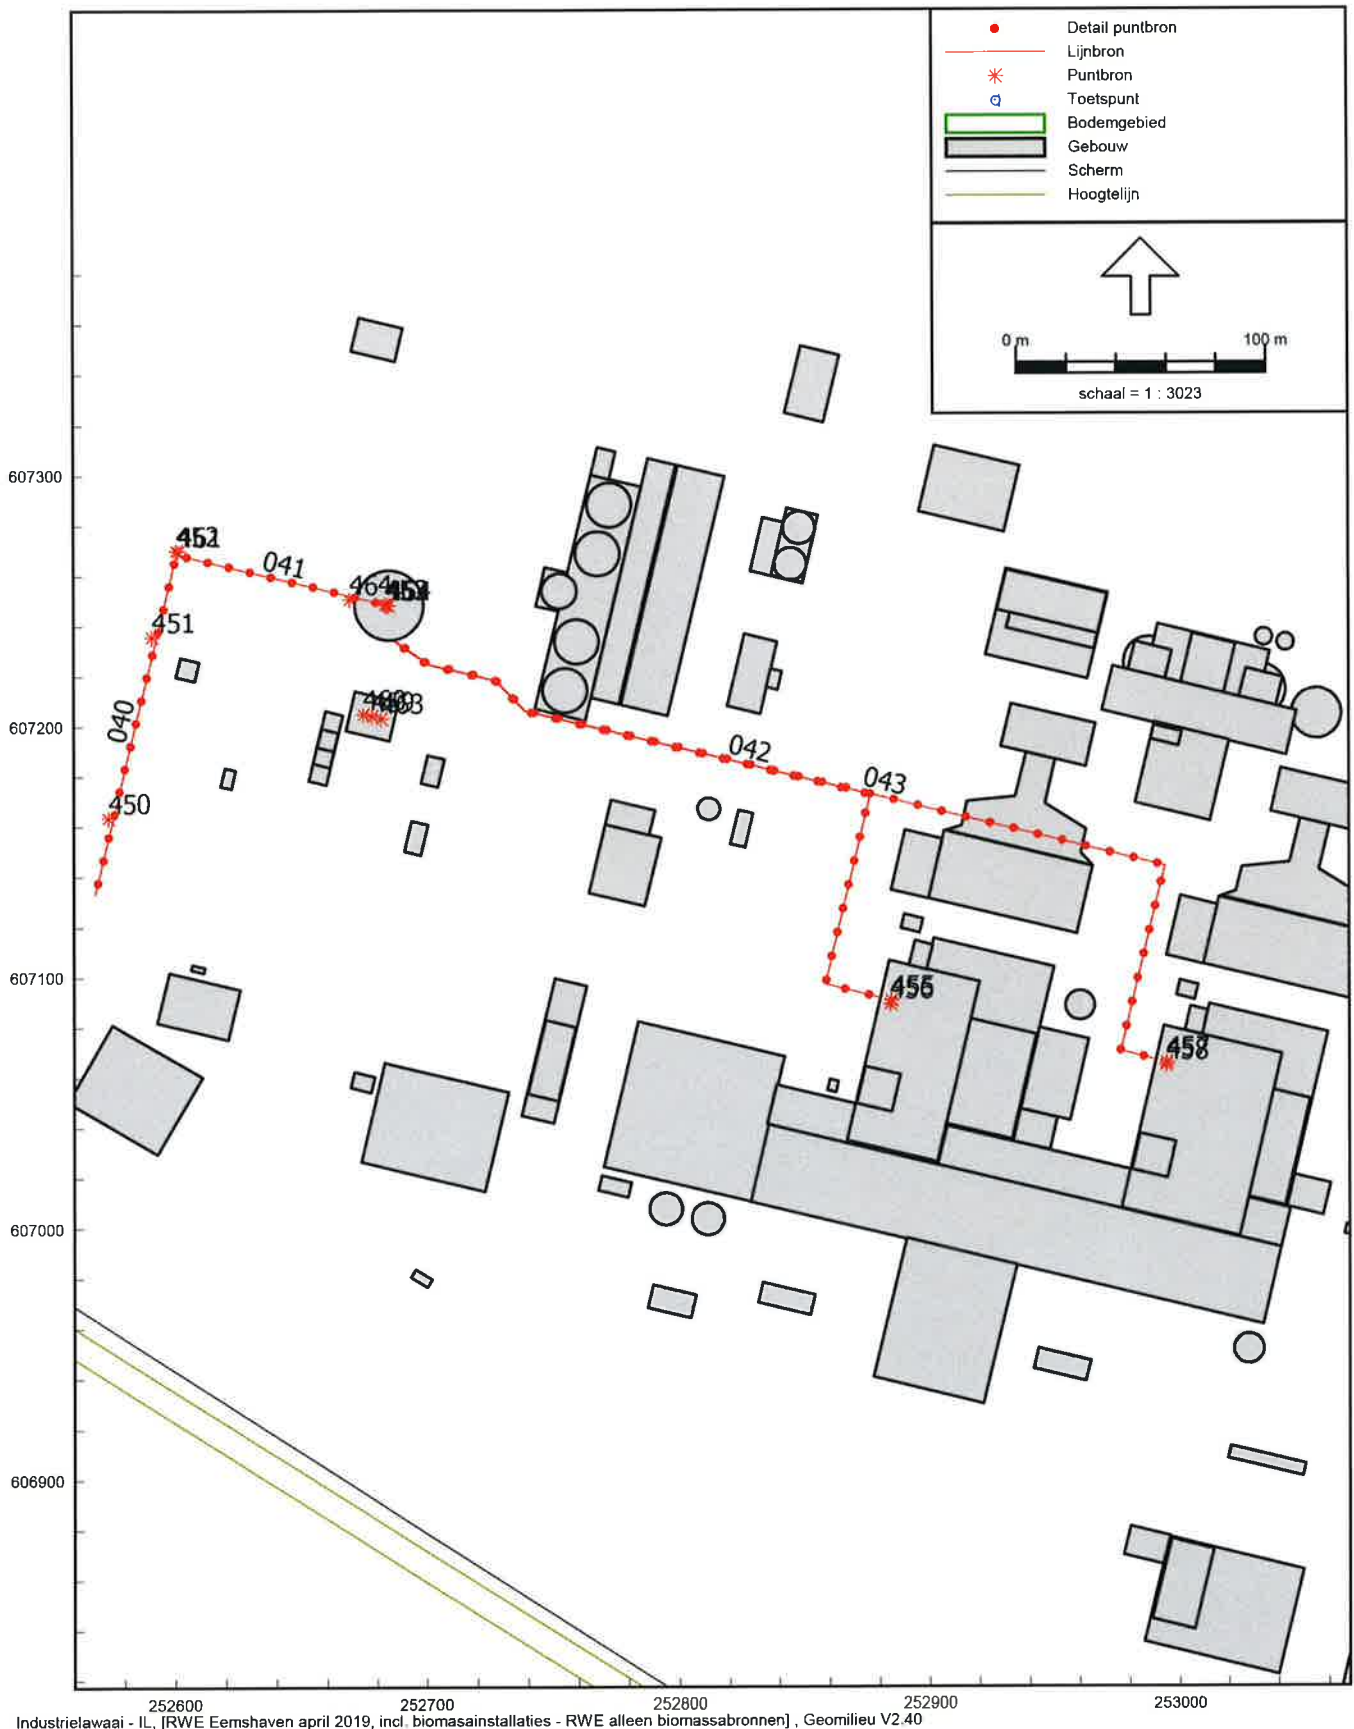 Detail puntbron
Lijnbron
Puntbron
Toetspunt
Bodemgebied
Gebouw
Scherm
Hoogtelijn
0 m 100 m
schaal = 1 : 3023
607300
041
464
451
040
607200
042
043
450
607100
456
458
607000
606900
252600 252700 252800 252900 253000
Industrielawaai - IL, [RWE Eemshaven april 2019, incl. biomasainstallaties - RWE alleen biomassabronnen] , Geomilieu V2.40